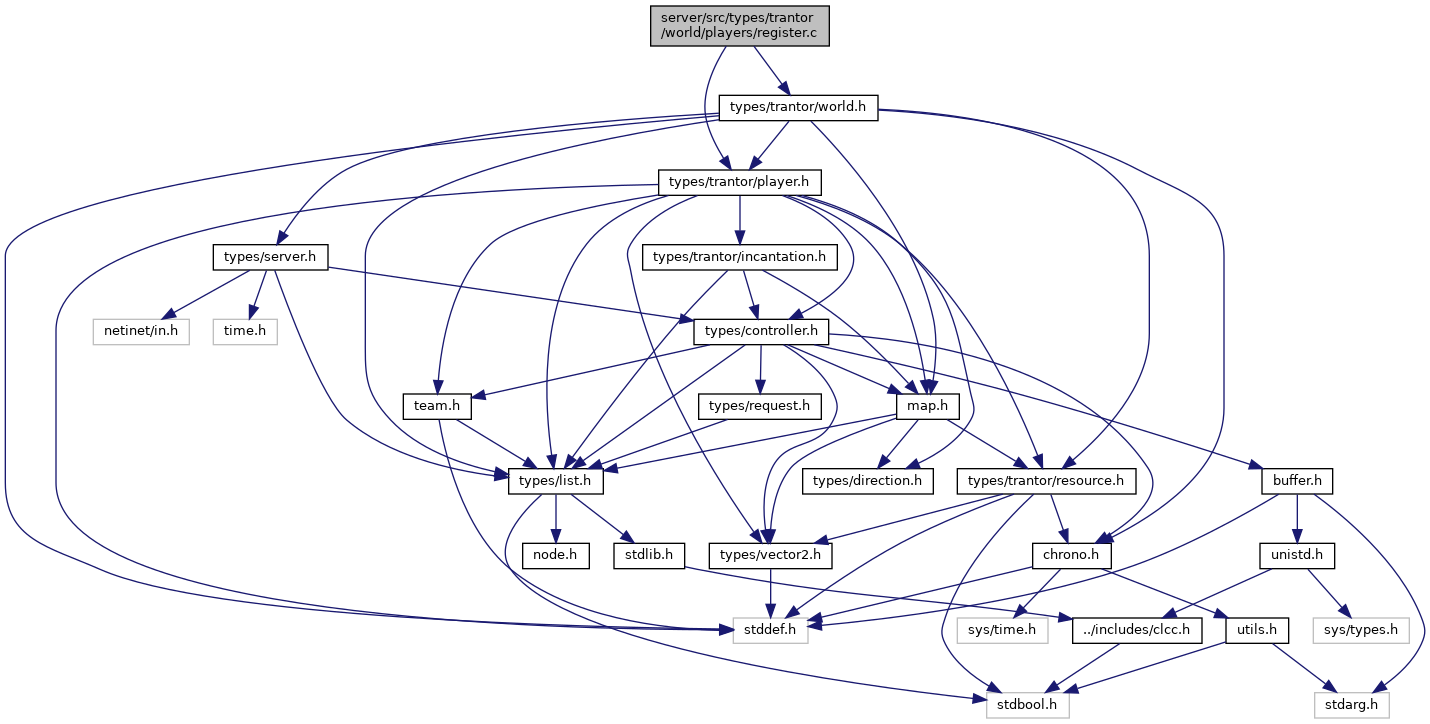 server/src/types/trantor
/world/players/register.c
types/trantor/world.h
types/trantor/player.h
types/server.h
types/trantor/incantation.h
netinet/in.h
time.h
types/controller.h
team.h
types/request.h
map.h
types/list.h
types/direction.h
types/trantor/resource.h
buffer.h
node.h
stdlib.h
types/vector2.h
chrono.h
unistd.h
stddef.h
sys/time.h
../includes/clcc.h
utils.h
sys/types.h
stdbool.h
stdarg.h